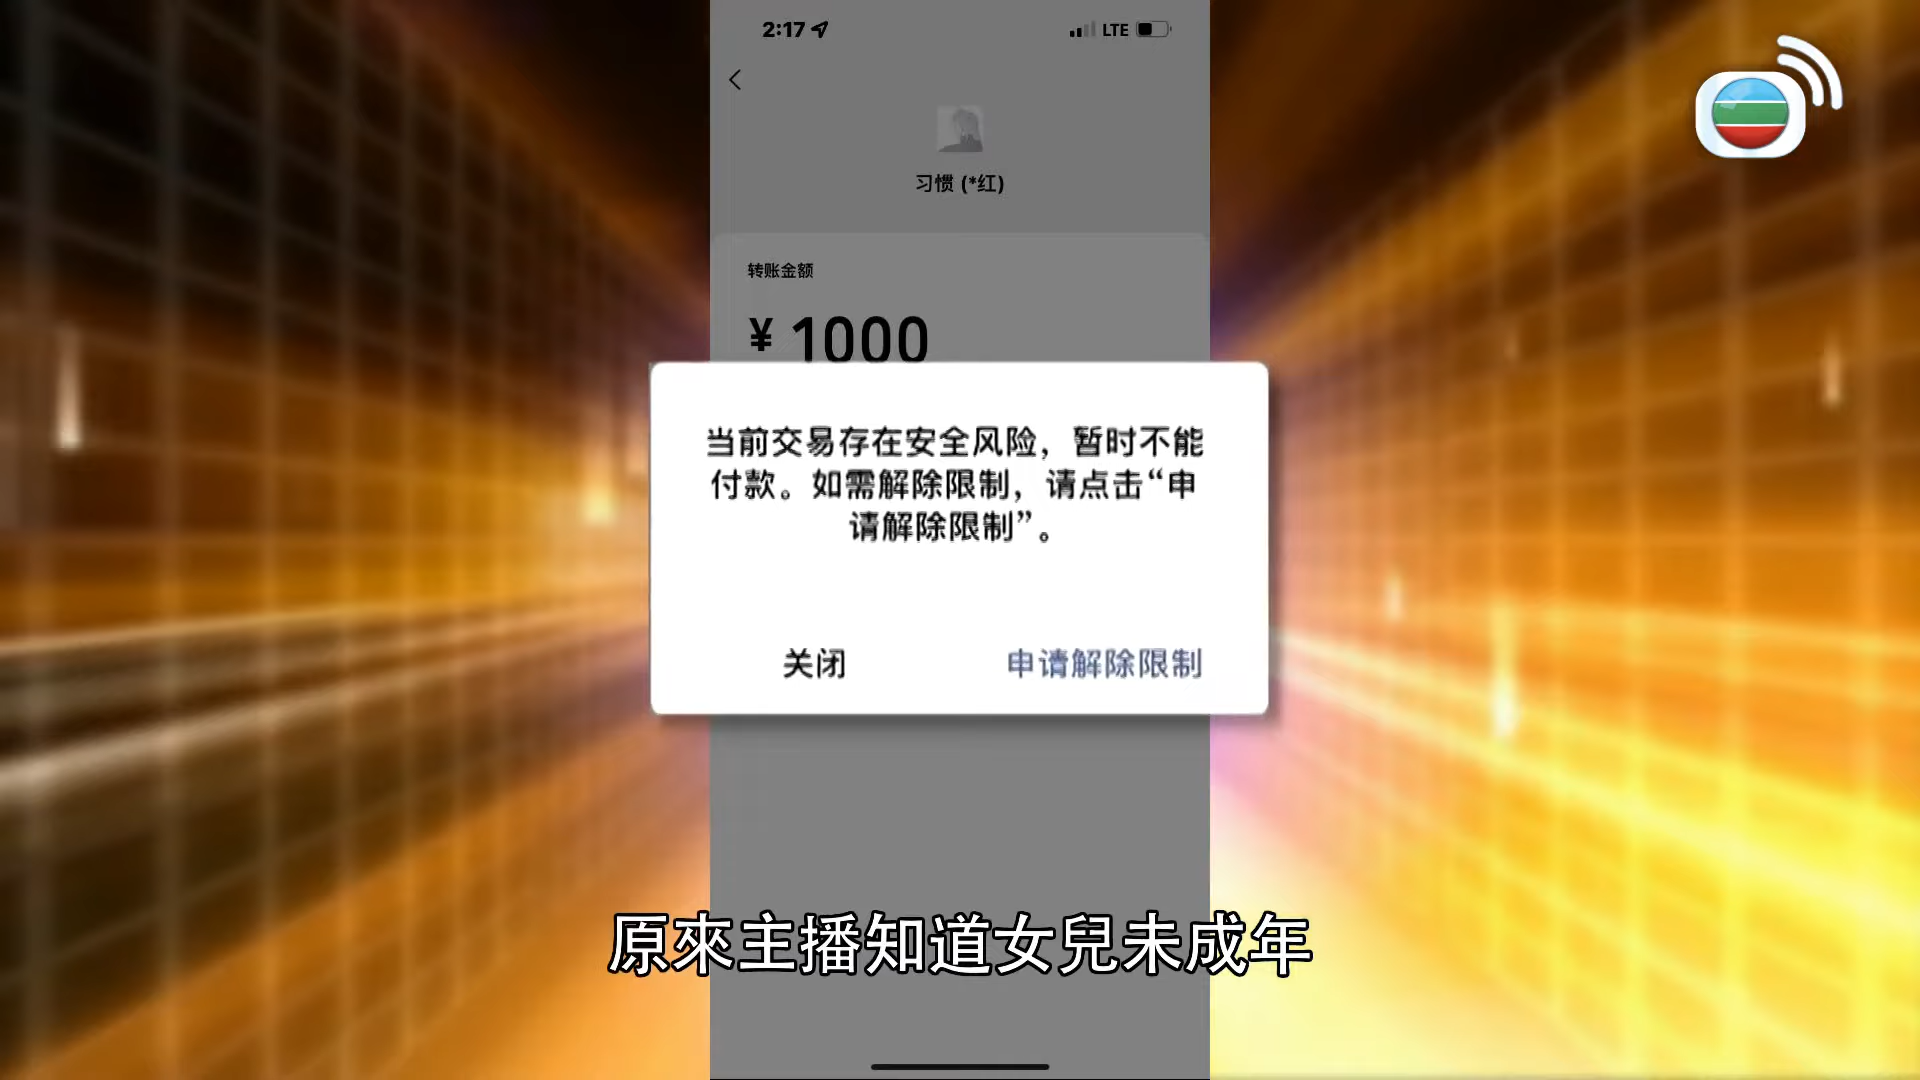 2:17
LTE
习惯 (*红)
转账金额
¥ 1000
当前交易存在安全风险，暂时不能
付款。如需解除限制，请点击“申
请解除限制”。
关闭
申请解除限制
原來主播知道女兒未成年